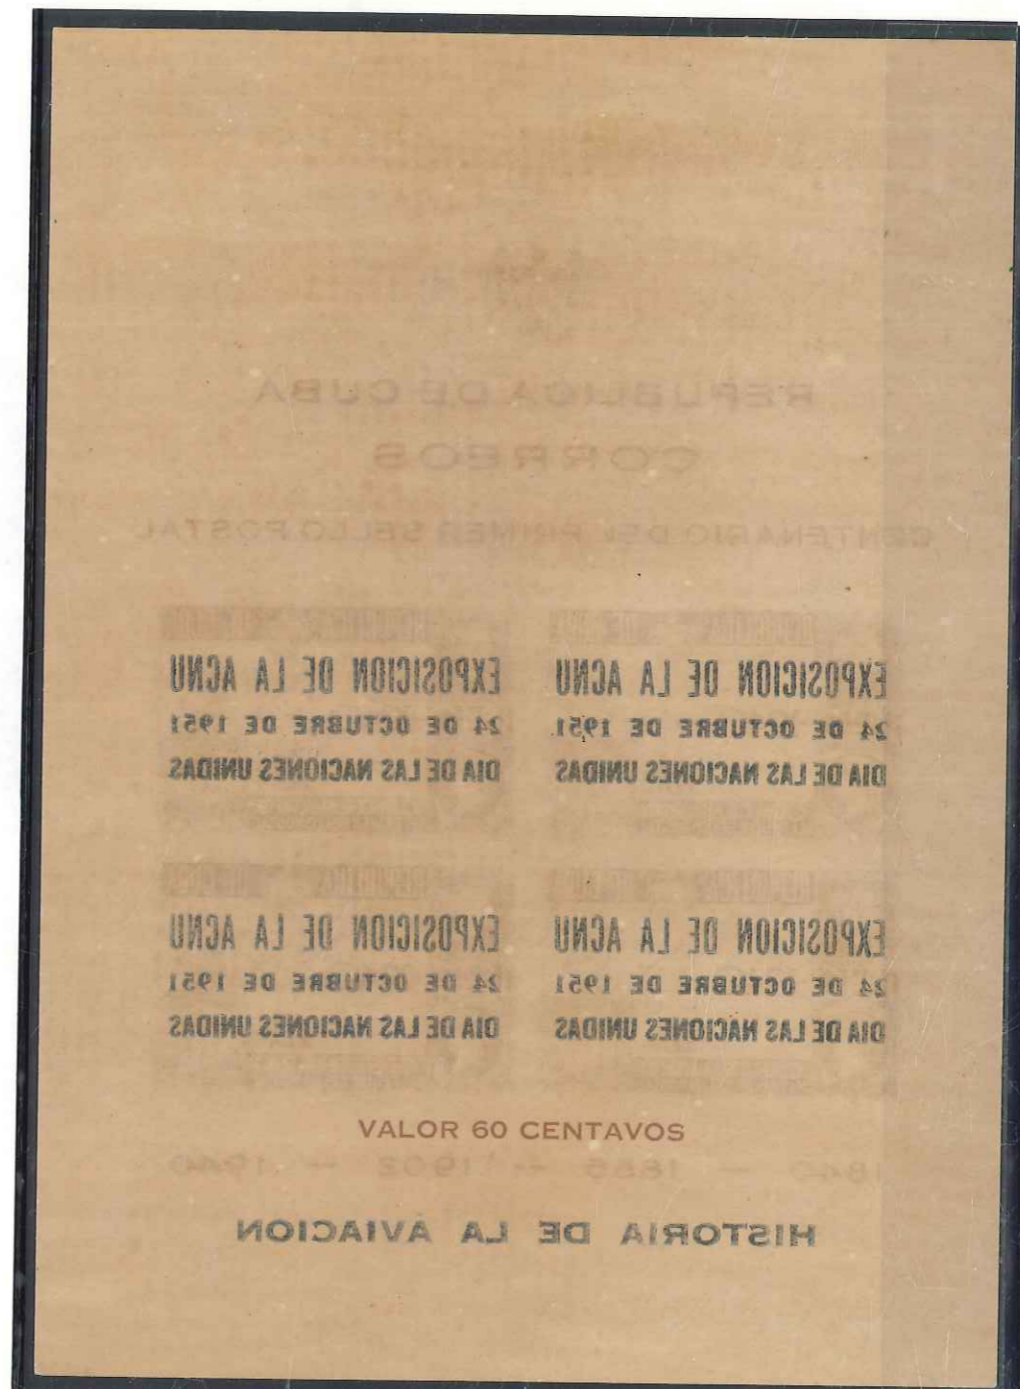 REPUBLICA DE CUBA
CORREOS
CENTENARIO DEL PRIMER SELLO POSTAL
EXPOSICION DE LA ACNU EXPOSICION DE LA ACNU
24 DE OCTUBRE DE 1951 24 DE OCTUBRE DE 1951
DIA DE LAS NACIONES UNIDAS DIA DE LAS NACIONES UNIDAS
EXPOSICION DE LA ACNU EXPOSICION DE LA ACNU
24 DE OCTUBRE DE 1951 24 DE OCTUBRE DE 1951
DIA DE LAS NACIONES UNIDAS DIA DE LAS NACIONES UNIDAS
VALOR 60 CENTAVOS
1840 — 1855 — 1902 — 1940
HISTORIA DE LA AVIACION